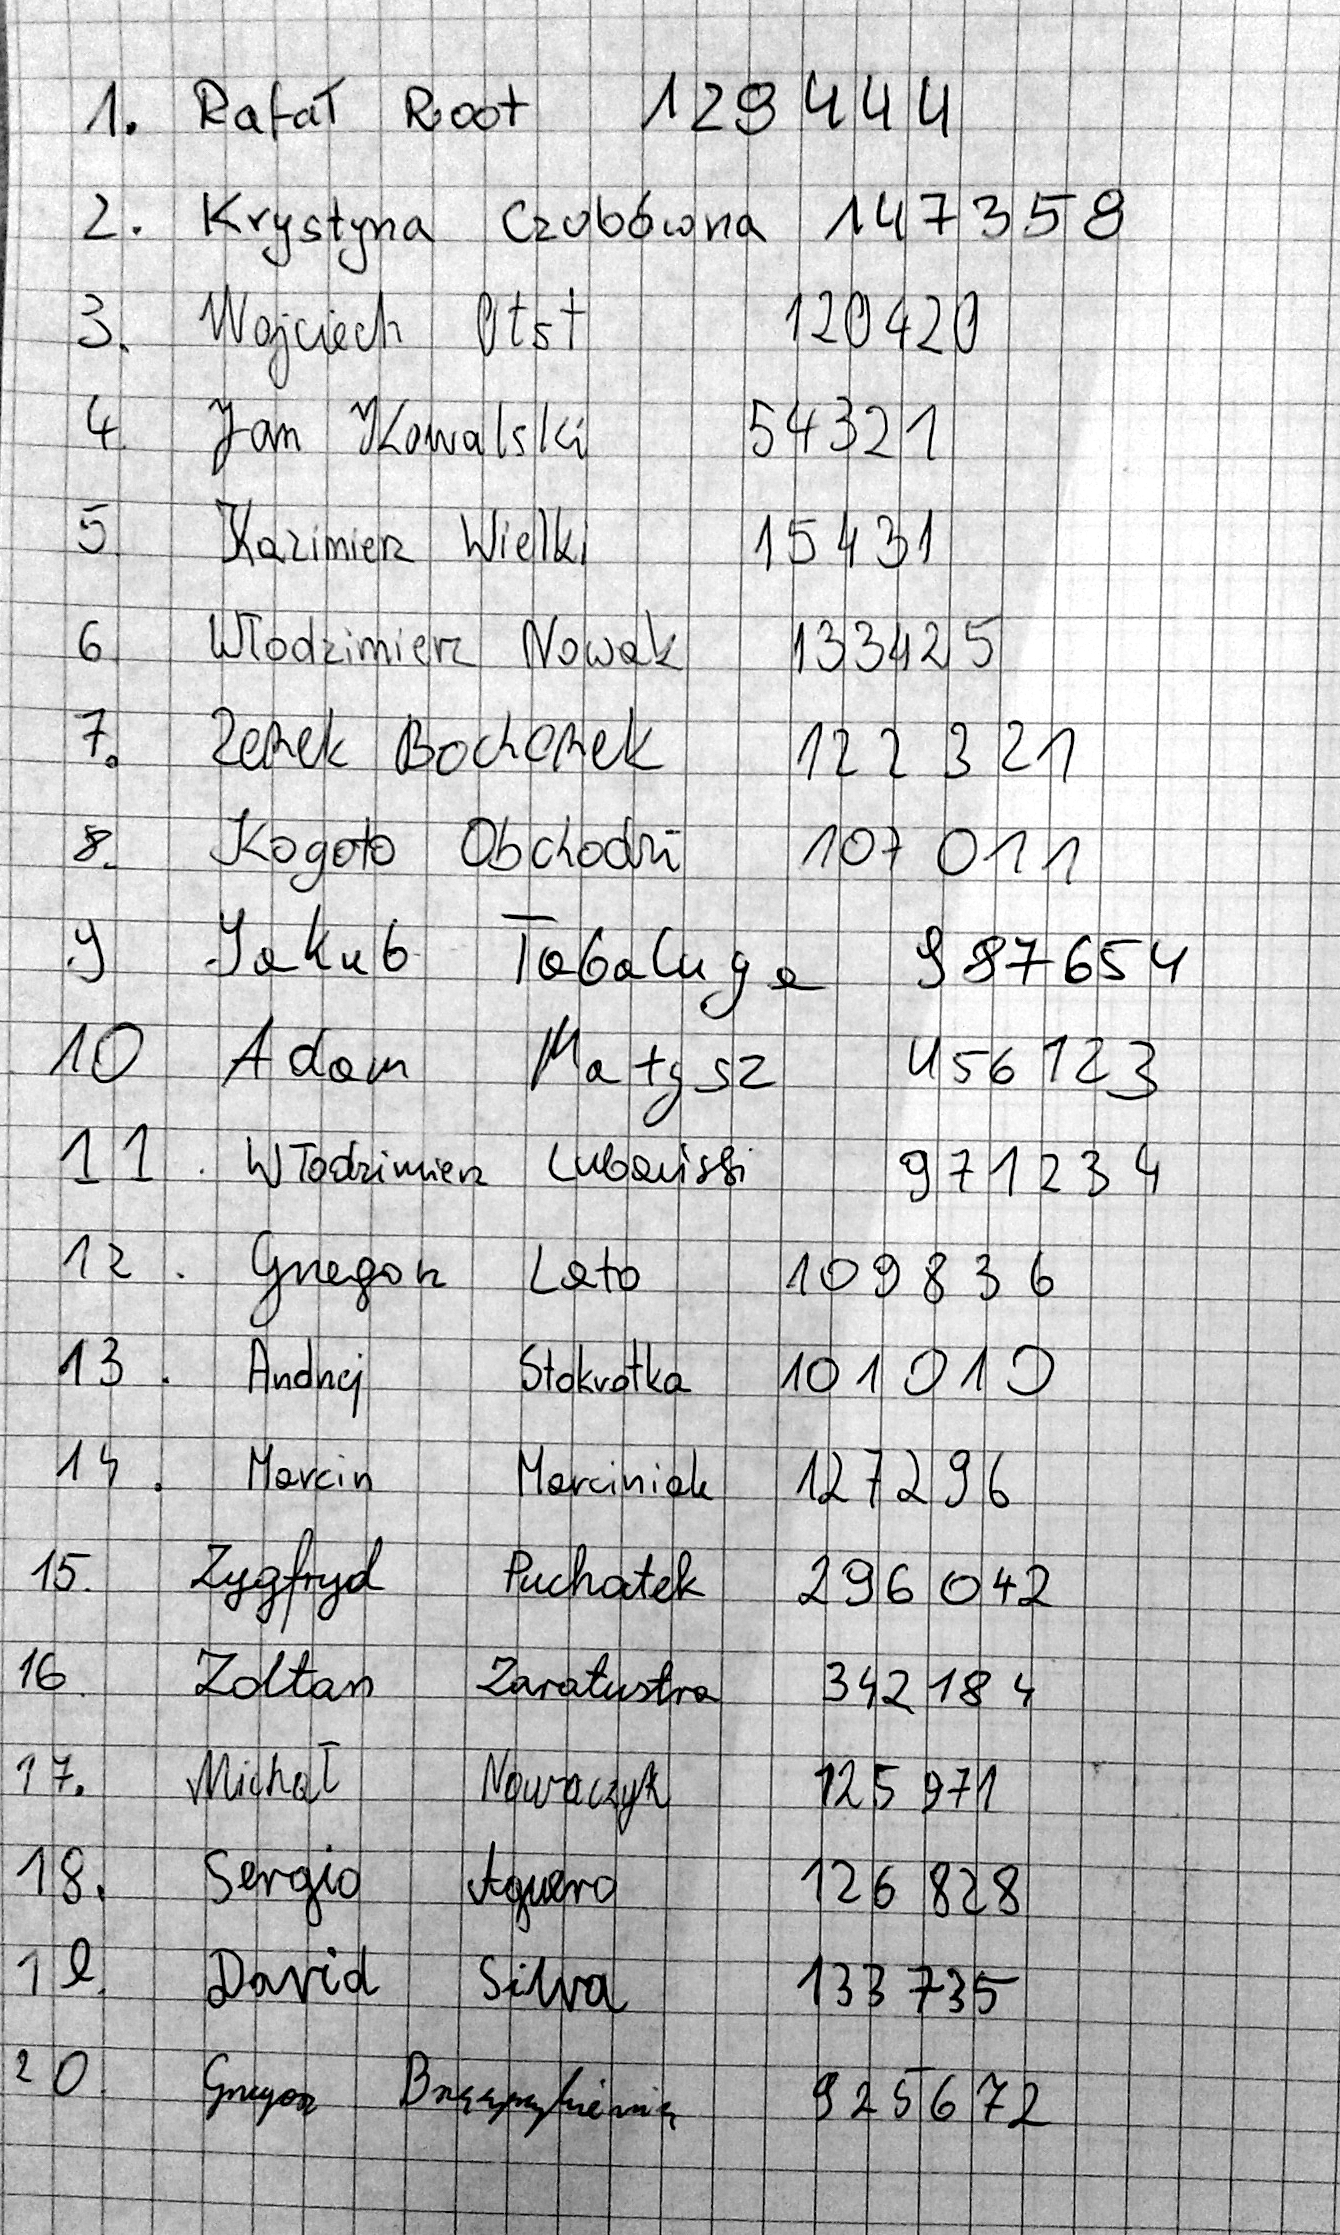 1. Rafał Root 129444
2. Krystyna Czubówna 147359
3. Wojciech Otst 120420
4. Jan Kowalski 54321
5. Kazimierz Wielki 15431
6. Włodzimierz Nowak 133425
7. Zenek Bochenek 122321
8. Kogoto Obchodzi 107011
9 Jakub Tabaluga 987654
10 Adam Małysz 456123
11. Włodzimierz 971234
12. Grzegorz Lato 109836
13. Andrzej Stokrotka 101010
14. Marcin Marciniak 127296
15. Zygfryd Puchatek 296042
16. Zoltan Zaratustra 342184
17. Michał Nowaczyk 125971
18. Sergio Aguero 126828
19. David Silva 133735
20. Grzegorz 925672